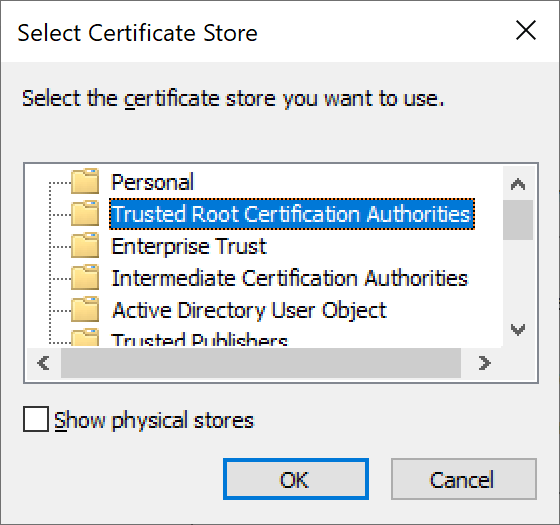 Select Certificate Store
Select the certificate store you want to use.
Personal
Trusted Root Certification Authorities
Enterprise Trust
Intermediate Certification Authorities
Active Directory User Object
Trusted Publishers
Show physical stores
OK
Cancel